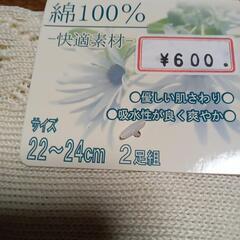 綿100%
-快適素材-
¥600.
●優しい肌ざわり●
●吸水性が良く爽やか●
サイズ
22～24cm 2足組